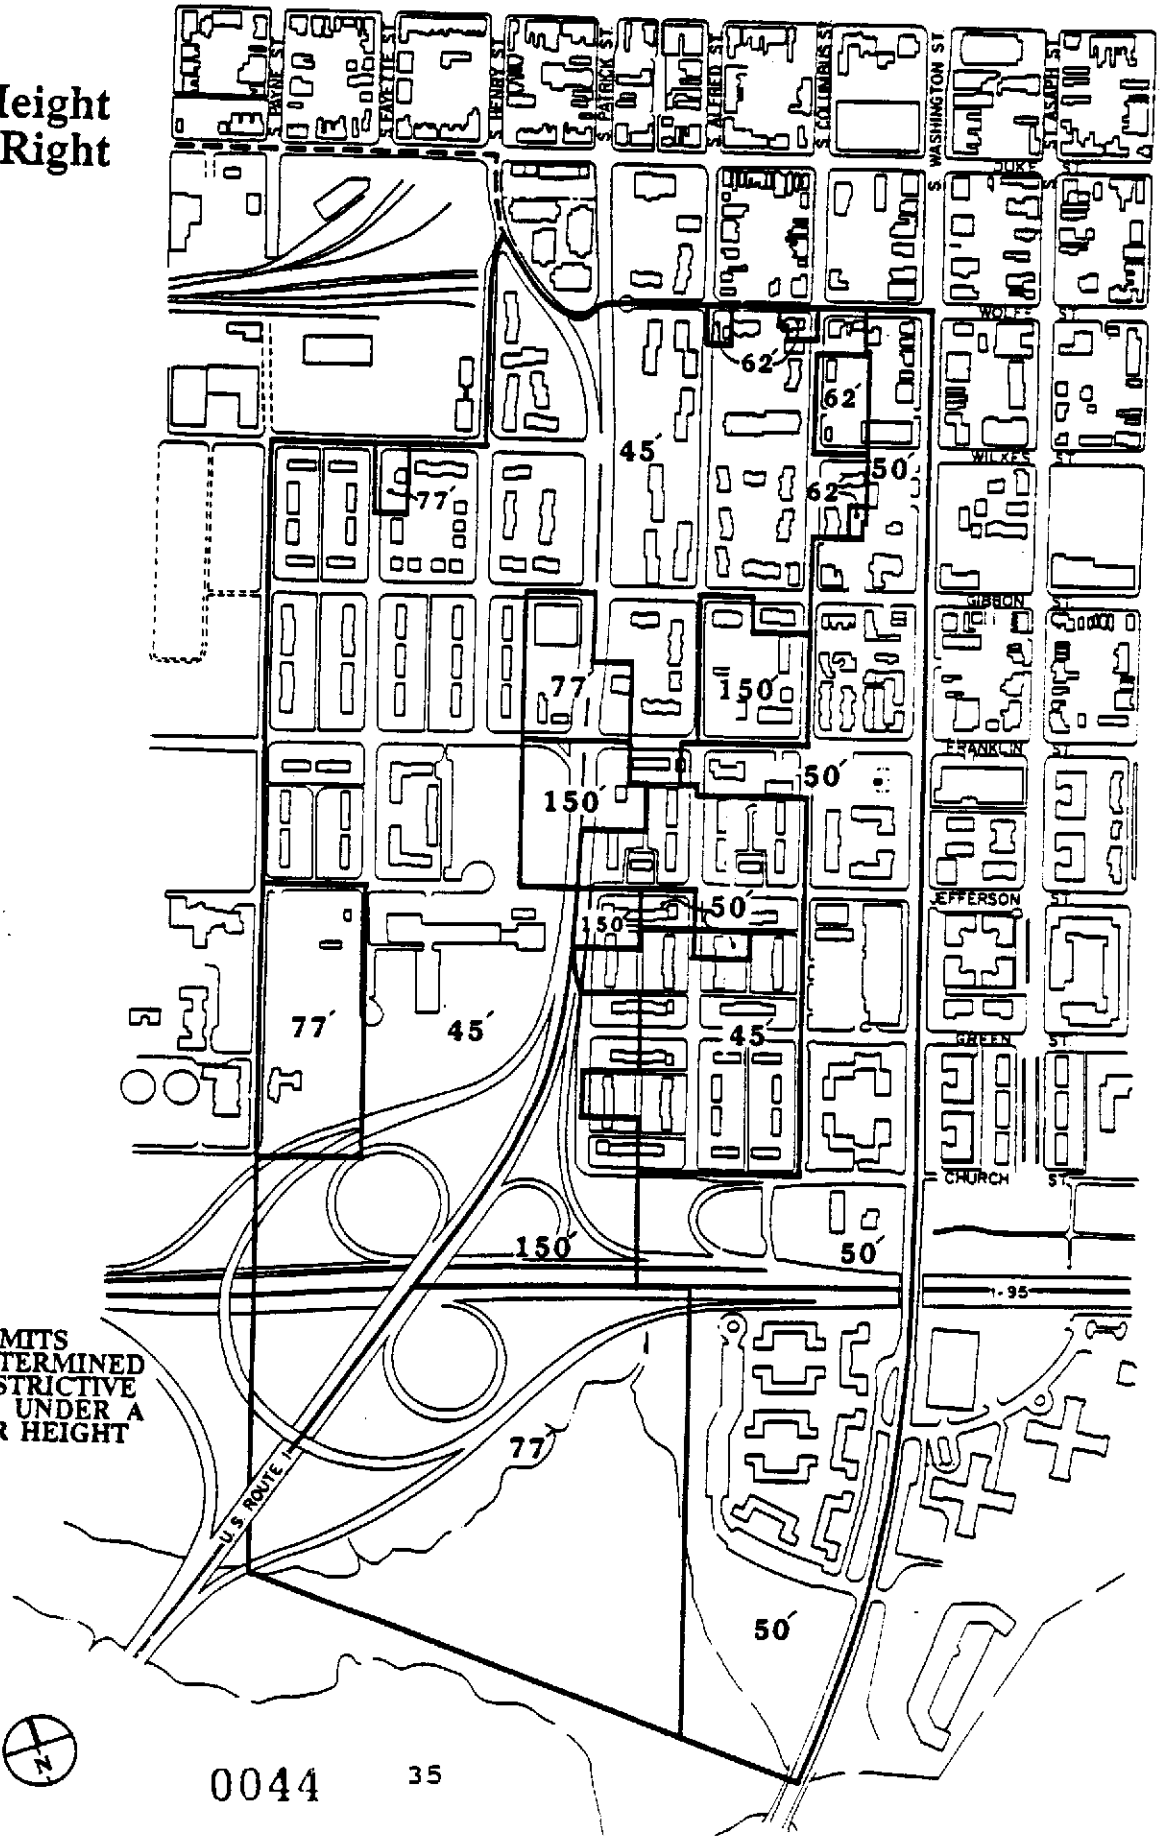 Height
Right
S. PAYNE ST.
S. FAYETTE ST.
S. HENRY ST.
S. PATRICK ST.
S. ALFRED ST.
S. COLUMBUS ST.
S. WASHINGTON ST
S. ST. ASAPH ST.
DUKE ST
WOLFE ST.
62´
62´
45´
50´
WILKES ST.
77´
62´
GIBBON ST.
77´
150´
FRANKLIN ST.
50´
150´
JEFFERSON ST.
50´
150´
77´
45´
45´
GREEN ST.
CHURCH ST.
150´
50´
I-95
MITS
TERMINED
STRICTIVE
UNDER A
R HEIGHT
77´
U.S. ROUTE 1
50´
N
0044
35